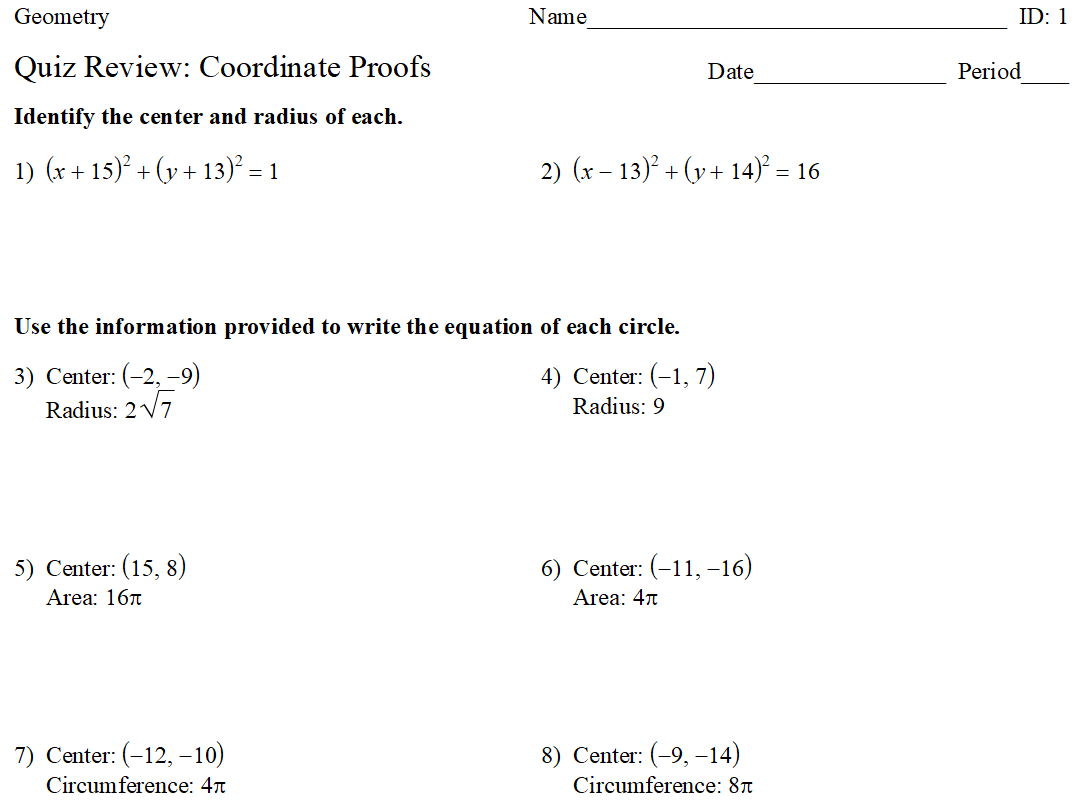 Geometry
Name___________________________________ ID: 1
Quiz Review: Coordinate Proofs
Date________________ Period____
Identify the center and radius of each.
1) (x + 15)² + (y + 13)² = 1
2) (x − 13)² + (y + 14)² = 16
Use the information provided to write the equation of each circle.
3) Center: (−2, −9)
Radius: 2√7
4) Center: (−1, 7)
Radius: 9
5) Center: (15, 8)
Area: 16π
6) Center: (−11, −16)
Area: 4π
7) Center: (−12, −10)
Circumference: 4π
8) Center: (−9, −14)
Circumference: 8π